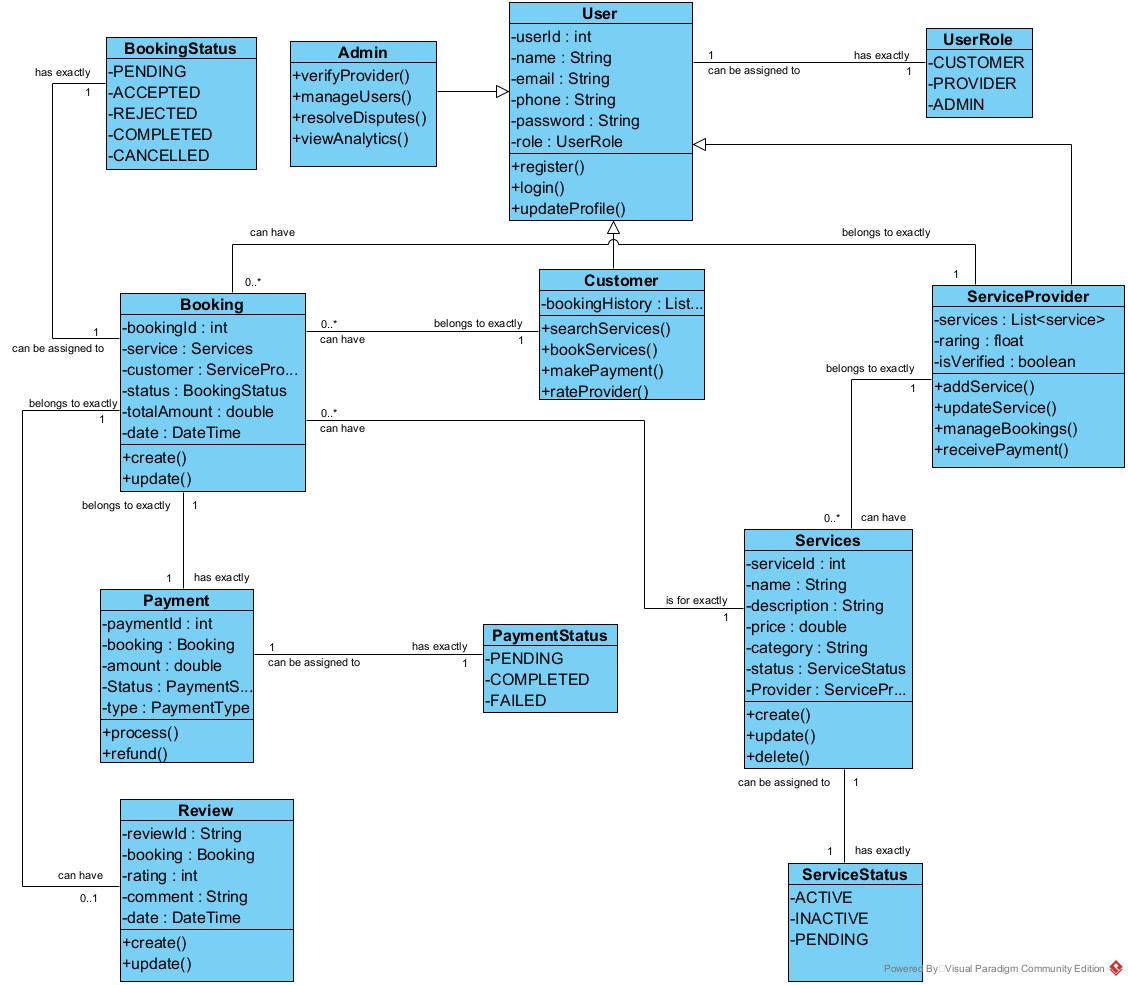 User
-userId : int
-name : String
-email : String
-phone : String
-password : String
-role : UserRole
+register()
+login()
+updateProfile()
BookingStatus
-PENDING
-ACCEPTED
-REJECTED
-COMPLETED
-CANCELLED
Admin
+verifyProvider()
+manageUsers()
+resolveDisputes()
+viewAnalytics()
UserRole
-CUSTOMER
-PROVIDER
-ADMIN
1
can be assigned to
has exactly
1
has exactly
1
1
can be assigned to
can have
0..*
belongs to exactly
1
Booking
-bookingId : int
-service : Services
-customer : ServicePro...
-status : BookingStatus
-totalAmount : double
-date : DateTime
+create()
+update()
0..*
can have
belongs to exactly
1
Customer
-bookingHistory : List...
+searchServices()
+bookServices()
+makePayment()
+rateProvider()
ServiceProvider
-services : List<service>
-raring : float
-isVerified : boolean
+addService()
+updateService()
+manageBookings()
+receivePayment()
belongs to exactly
1
0..*
can have
belongs to exactly
1
0..*
can have
is for exactly
1
belongs to exactly
1
1
has exactly
Services
-serviceId : int
-name : String
-description : String
-price : double
-category : String
-status : ServiceStatus
-Provider : ServicePr...
+create()
+update()
+delete()
Payment
-paymentId : int
-booking : Booking
-amount : double
-Status : PaymentS...
-type : PaymentType
+process()
+refund()
1
can be assigned to
has exactly
1
PaymentStatus
-PENDING
-COMPLETED
-FAILED
can be assigned to
1
1
has exactly
Review
-reviewId : String
-booking : Booking
-rating : int
-comment : String
-date : DateTime
+create()
+update()
can have
0..1
ServiceStatus
-ACTIVE
-INACTIVE
-PENDING
Powered By Visual Paradigm Community Edition